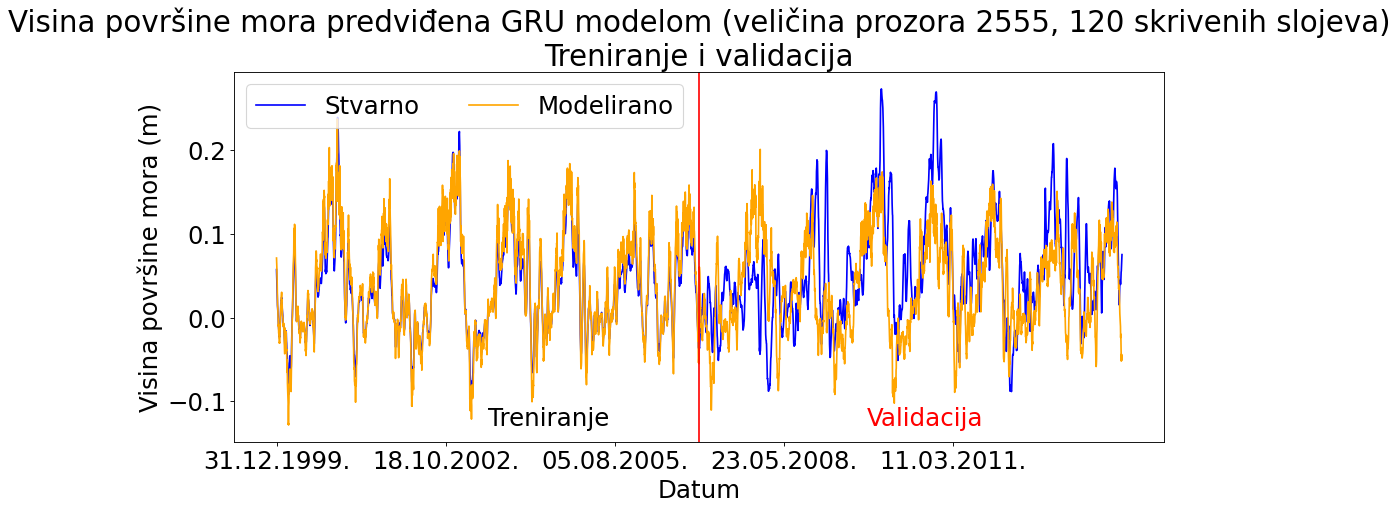 Visina površine mora predviđena GRU modelom (veličina prozora 2555, 120 skrivenih slojeva)
Treniranje i validacija
Stvarno
Modelirano
Visina površine mora (m)
0.2
0.1
0.0
−0.1
Treniranje
Validacija
31.12.1999.
18.10.2002.
05.08.2005.
23.05.2008.
11.03.2011.
Datum